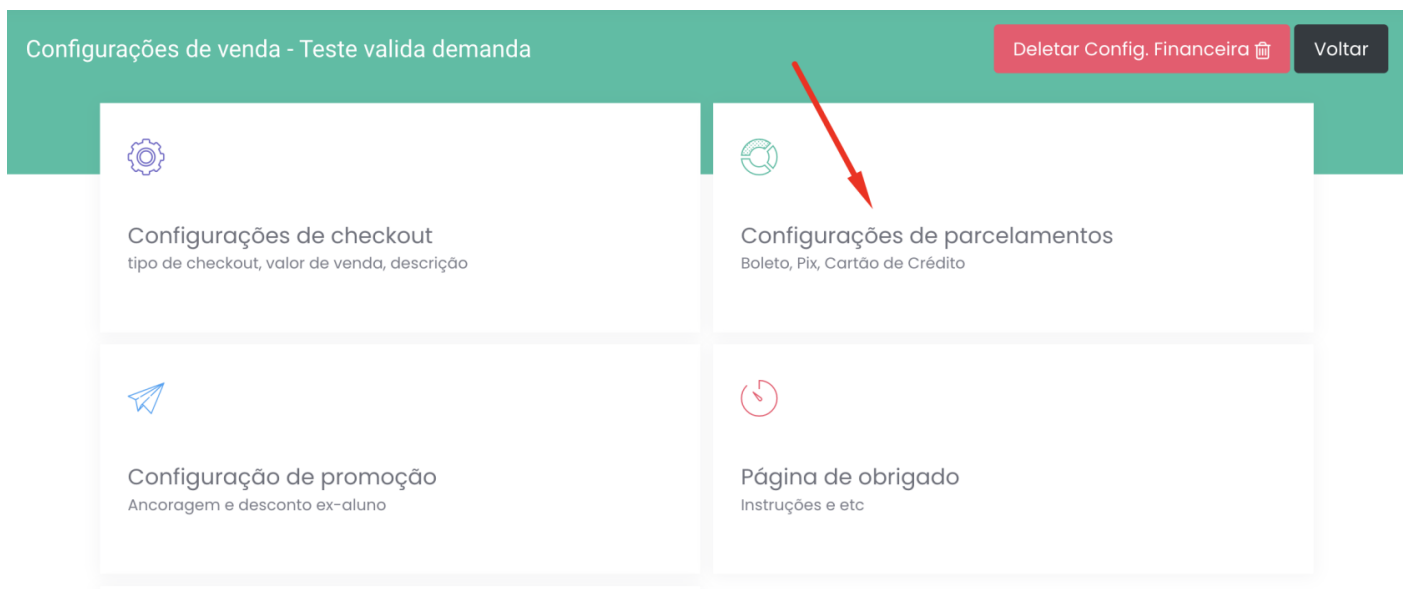 Configurações de venda - Teste valida demanda
Deletar Config. Financeira
Voltar
Configurações de checkout
tipo de checkout, valor de venda, descrição
Configurações de parcelamentos
Boleto, Pix, Cartão de Crédito
Configuração de promoção
Ancoragem e desconto ex-aluno
Página de obrigado
Instruções e etc